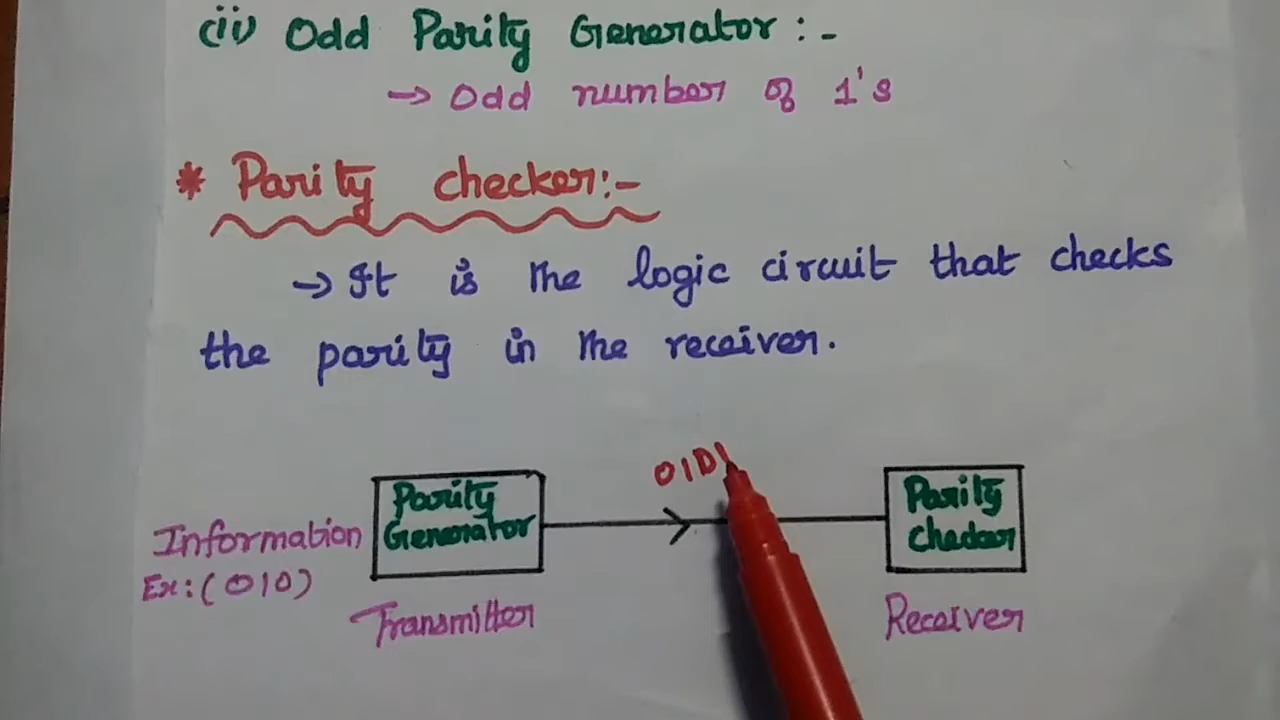 (ii) Odd Parity Generator : -
→ Odd number of 1's
* Parity checker:-
→ It is the logic circuit that checks
the parity in the receiver.
0101
Parity
Generator
Parity
Checker
Information
Ex: (010)
Transmitter
Receiver